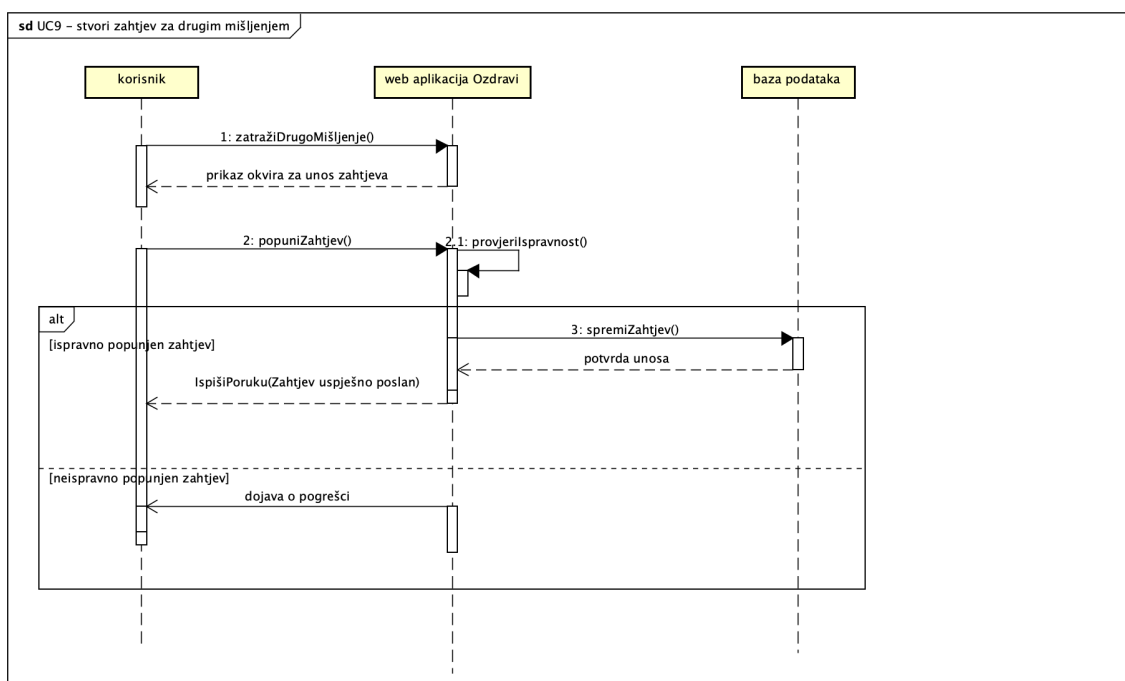 sd UC9 – stvori zahtjev za drugim mišljenjem
korisnik
web aplikacija Ozdravi
baza podataka
1: zatražiDrugoMišljenje()
prikaz okvira za unos zahtjeva
2: popuniZahtjev()
2.1: provjeriIspravnost()
alt
[ispravno popunjen zahtjev]
3: spremiZahtjev()
potvrda unosa
IspišiPoruku(Zahtjev uspješno poslan)
[neispravno popunjen zahtjev]
dojava o pogrešci